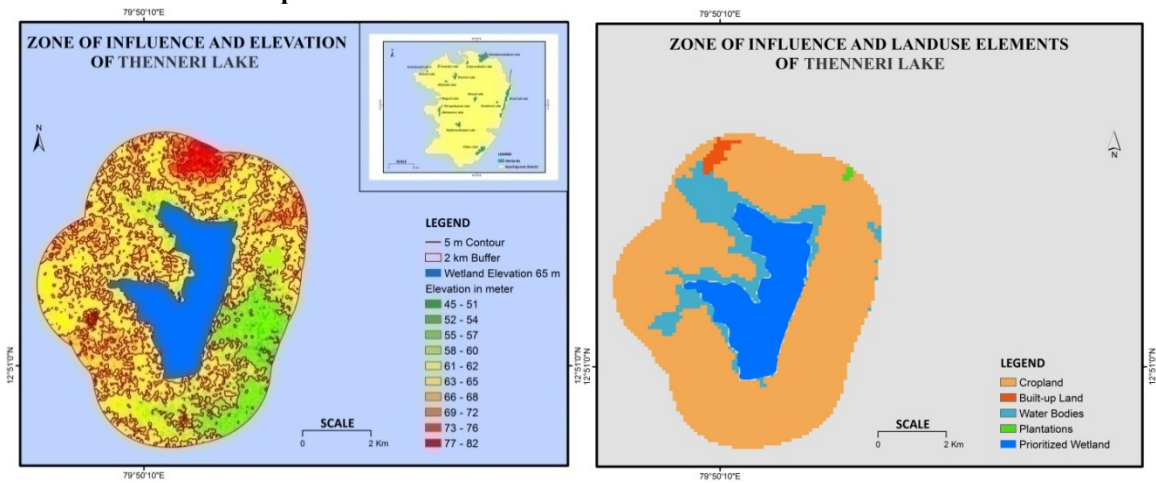 79°50'10"E
ZONE OF INFLUENCE AND ELEVATION
OF THENNERI LAKE
N
LEGEND
5 m Contour
2 km Buffer
Wetland Elevation 65 m
Elevation in meter
45 - 51
52 - 54
55 - 57
58 - 60
61 - 62
63 - 65
66 - 68
69 - 72
73 - 76
77 - 82
SCALE
0 2 Km
12°51'0"N
79°50'10"E
LEGEND
SCALE
79°50'10"E
ZONE OF INFLUENCE AND LANDUSE ELEMENTS
OF THENNERI LAKE
N
LEGEND
Cropland
Built-up Land
Water Bodies
Plantations
Prioritized Wetland
SCALE
0 2 Km
12°51'0"N
12°51'0"N
79°50'10"E